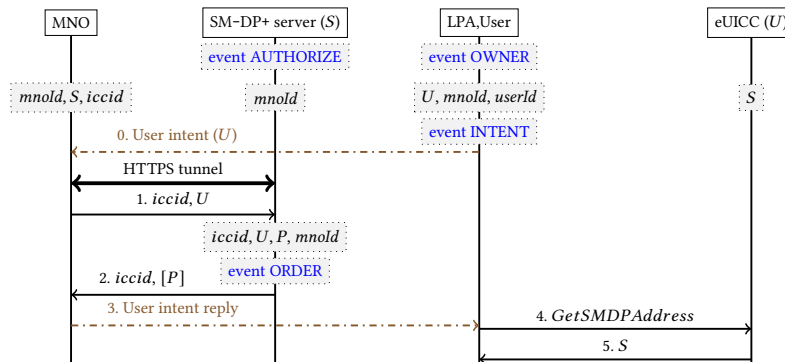 MNO
SM-DP+ server (S)
LPA,User
eUICC (U)
event AUTHORIZE
event OWNER
mnoId, S, iccid
mnoId
U, mnoId, userId
S
event INTENT
0. User intent (U)
HTTPS tunnel
1. iccid, U
iccid, U, P, mnoId
event ORDER
2. iccid, [P]
3. User intent reply
4. GetSMDPAddress
5. S